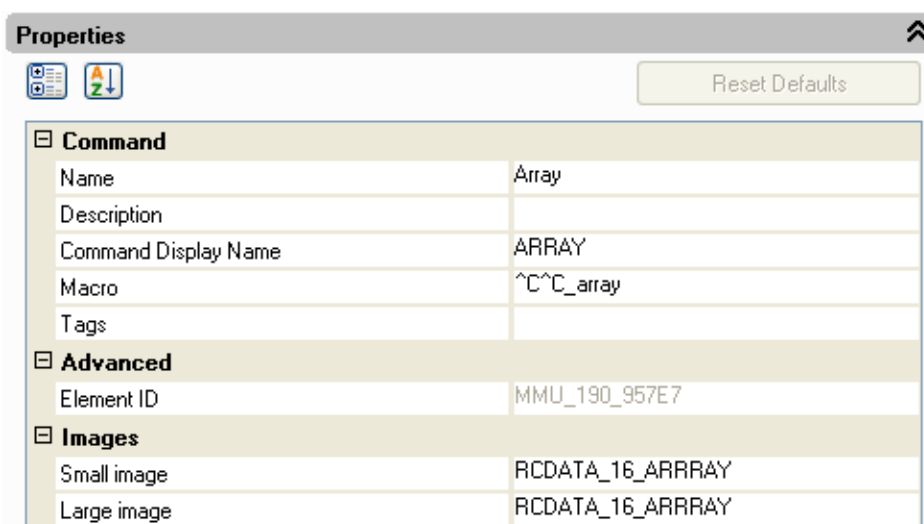 Properties
Reset Defaults
Command
Name Array
Description
Command Display Name ARRAY
Macro ^C^C_array
Tags
Advanced
Element ID MMU_190_957E7
Images
Small image RCDATA_16_ARRRAY
Large image RCDATA_16_ARRRAY